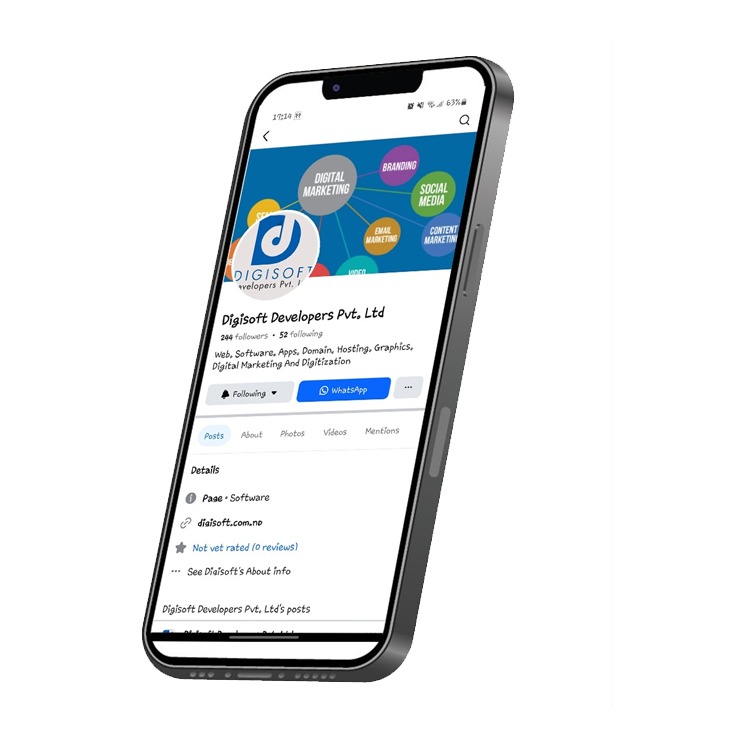 17:14
63%
DIGITAL
MARKETING
BRANDING
SOCIAL
MEDIA
EMAIL
MARKETING
CONTENT
MARKETING
VIDEO
DIGISOFT
evelopers Pvt. L
Digisoft Developers Pvt. Ltd
244 followers • 52 following
Web, Software, Apps, Domain, Hosting, Graphics,
Digital Marketing And Digitization
Following
WhatsApp
Posts About Photos Videos Mentions
Details
Page • Software
digisoft.com.np
Not yet rated (0 reviews)
See Digisoft's About info
Digisoft Developers Pvt. Ltd's posts